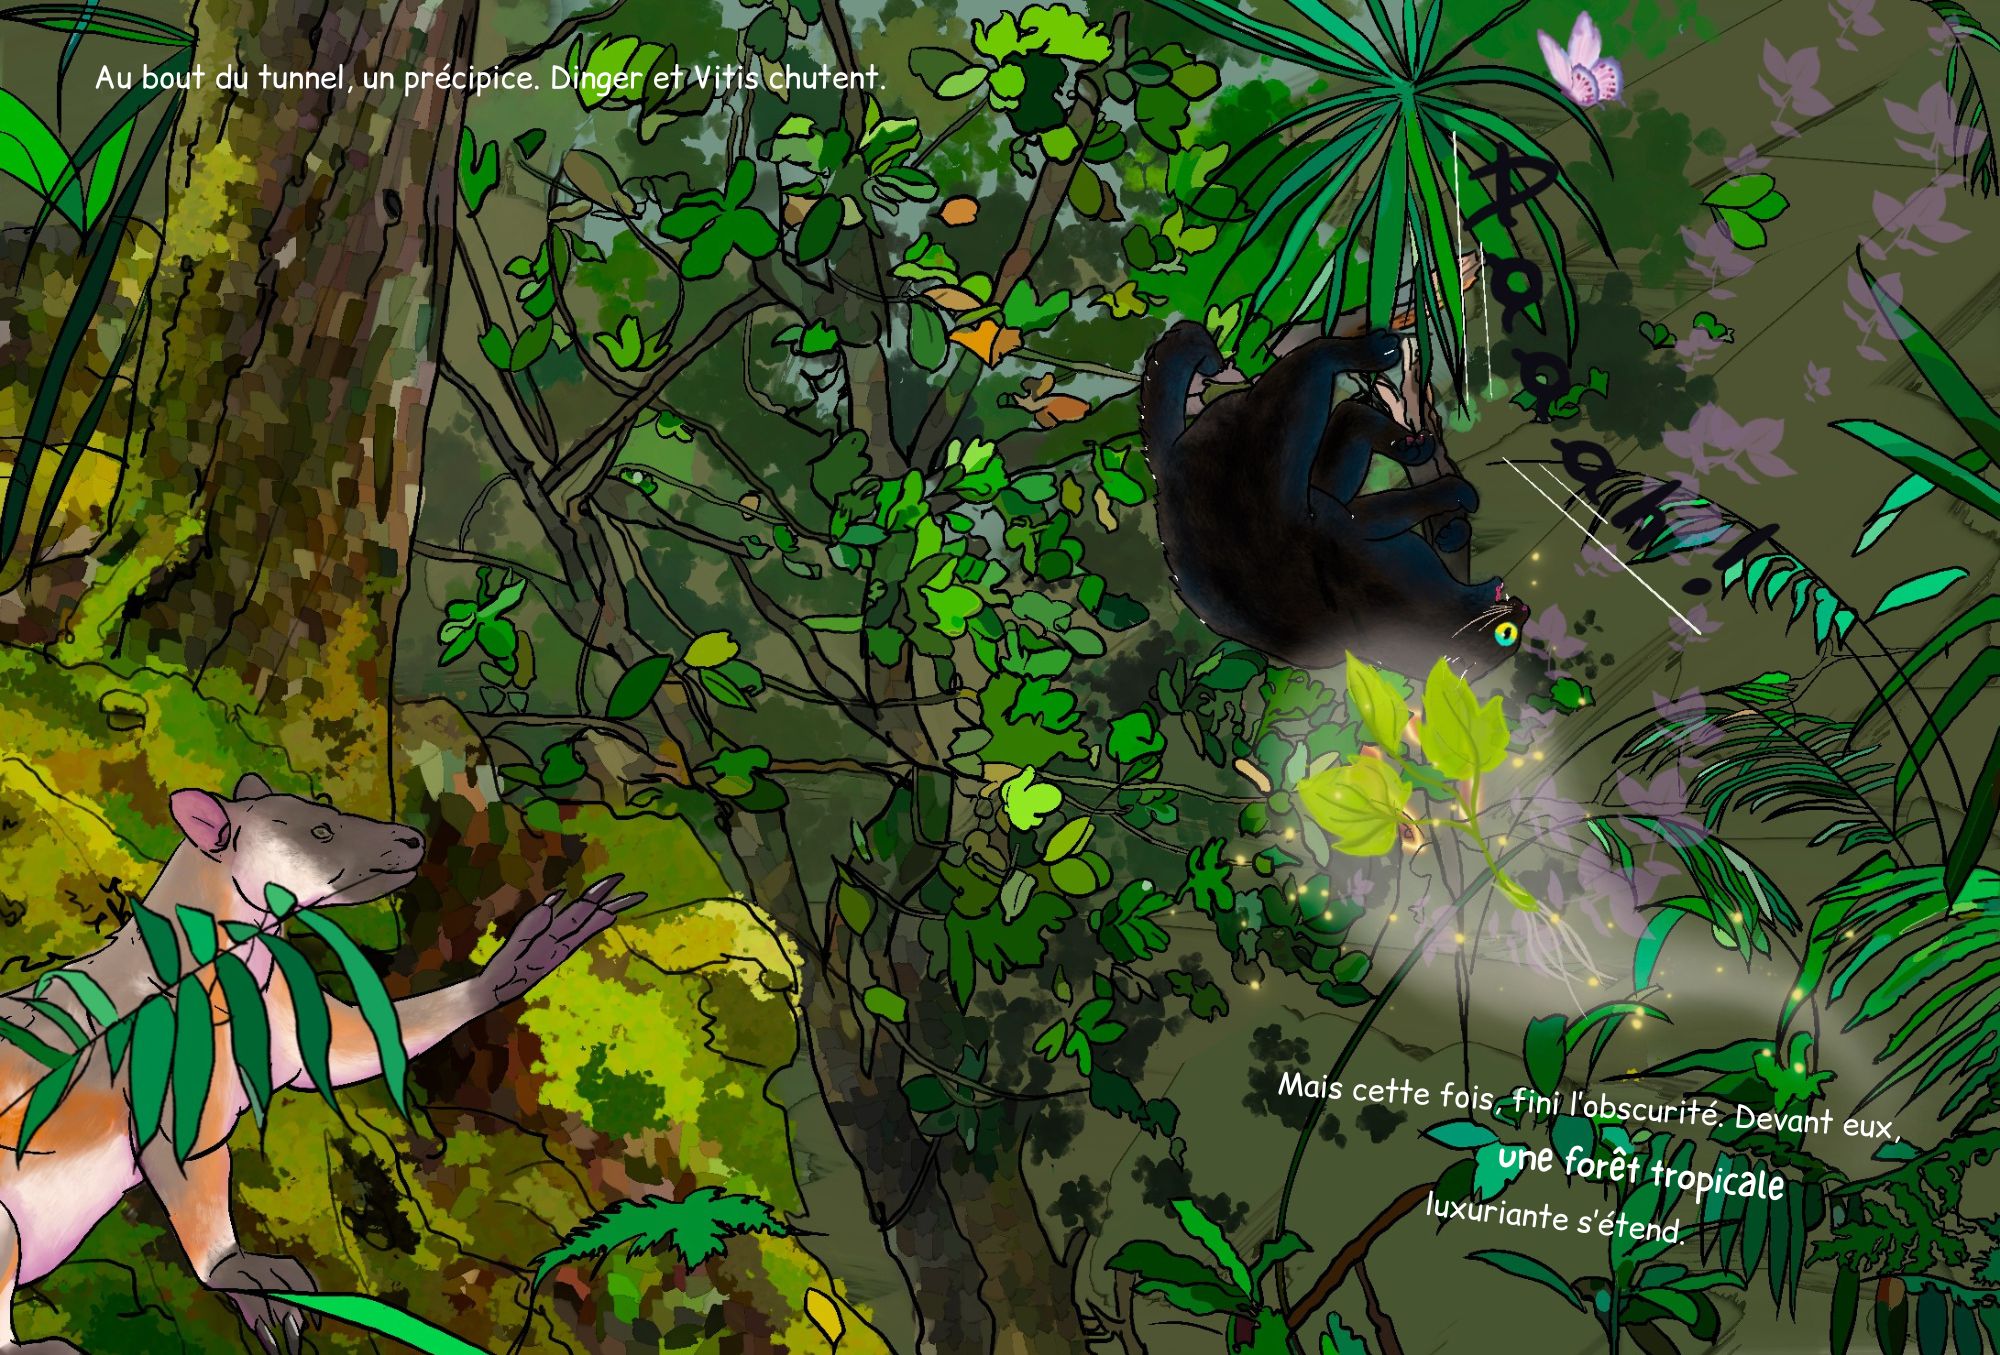 Au bout du tunnel, un précipice. Dinger et Vitis chutent.
Mais cette fois, fini l'obscurité. Devant eux,
une forêt tropicale
luxuriante s'étend.